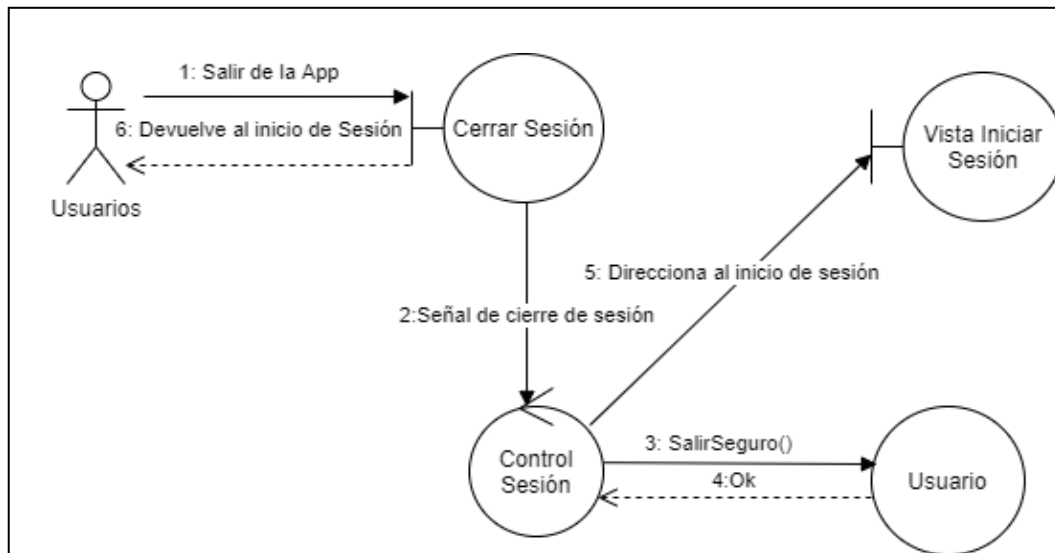 1: Salir de la App
6: Devuelve al inicio de Sesión
Usuarios
Cerrar Sesión
Vista Iniciar
Sesión
5: Direcciona al inicio de sesión
2:Señal de cierre de sesión
Control
Sesión
3: SalirSeguro()
4:Ok
Usuario